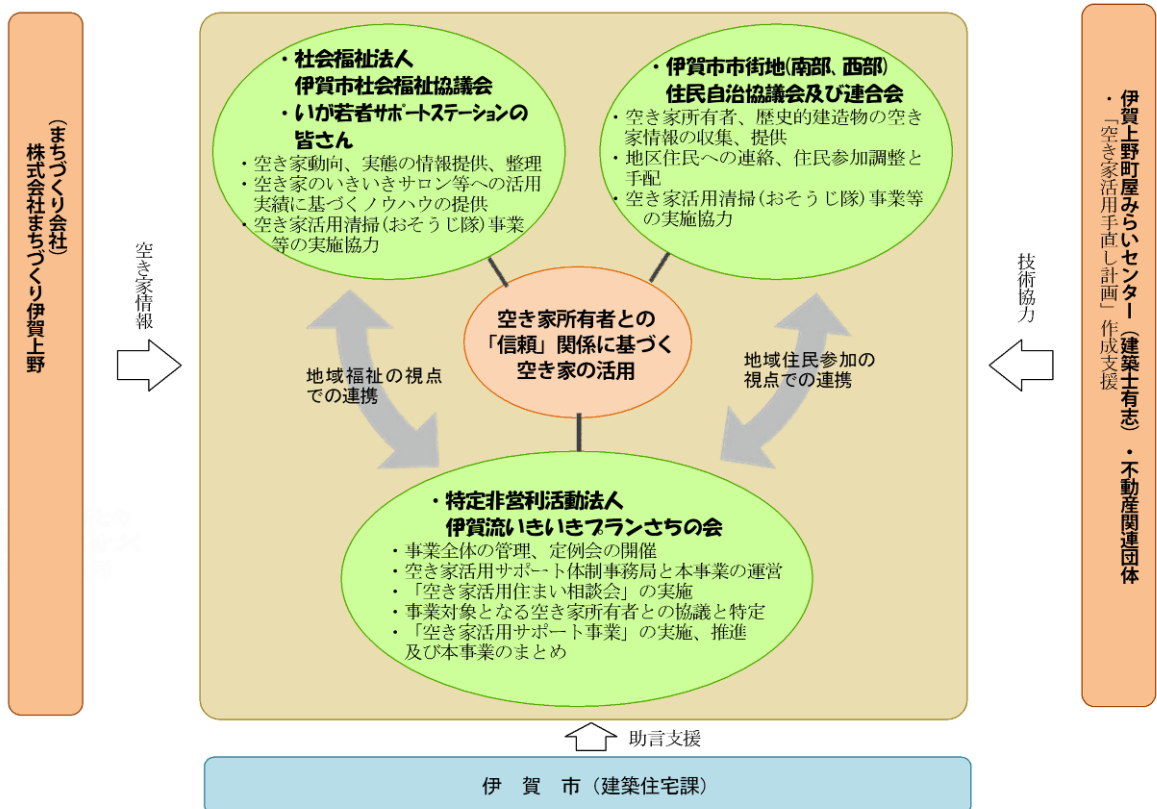 (まちづくり会社)
株式会社まちづくり伊賀上野
空き家情報
・社会福祉法人
伊賀市社会福祉協議会
・いが若者サポートステーションの
皆さん
・空き家動向、実態の情報提供、整理
・空き家のいきいきサロン等への活用
実績に基づくノウハウの提供
・空き家活用清掃(おそうじ隊)事業
等の実施協力
・伊賀市市街地(南部、西部)
住民自治協議会及び連合会
・空き家所有者、歴史的建造物の空き
家情報の収集、提供
・地区住民への連絡、住民参加調整と
手配
・空き家活用清掃(おそうじ隊)事業等
の実施協力
空き家所有者との
「信頼」関係に基づく
空き家の活用
地域福祉の視点
での連携
地域住民参加の
視点での連携
・特定非営利活動法人
伊賀流いきいきプランさちの会
・事業全体の管理、定例会の開催
・空き家活用サポート体制事務局と本事業の運営
・「空き家活用住まい相談会」の実施
・事業対象となる空き家所有者との協議と特定
・「空き家活用サポート事業」の実施、推進
及び本事業のまとめ
技術協力
伊賀上野町屋みらいセンター(建築士有志)・不動産関連団体
・「空き家活用手直し計画」作成支援
助言支援
伊 賀 市(建築住宅課)